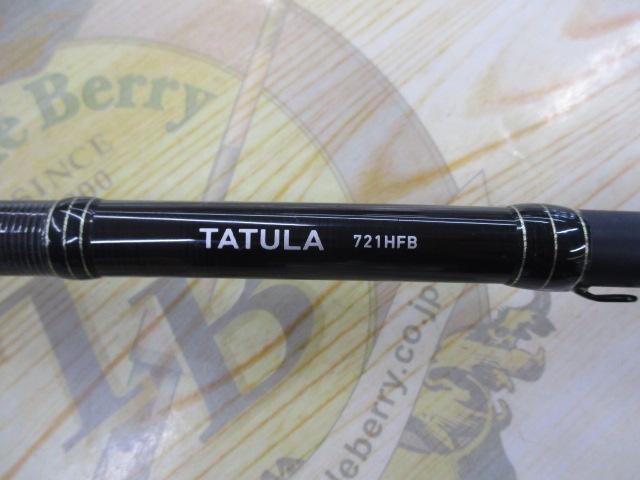 TATULA 721HFB
Berry
SINCE
leberry.co.jp